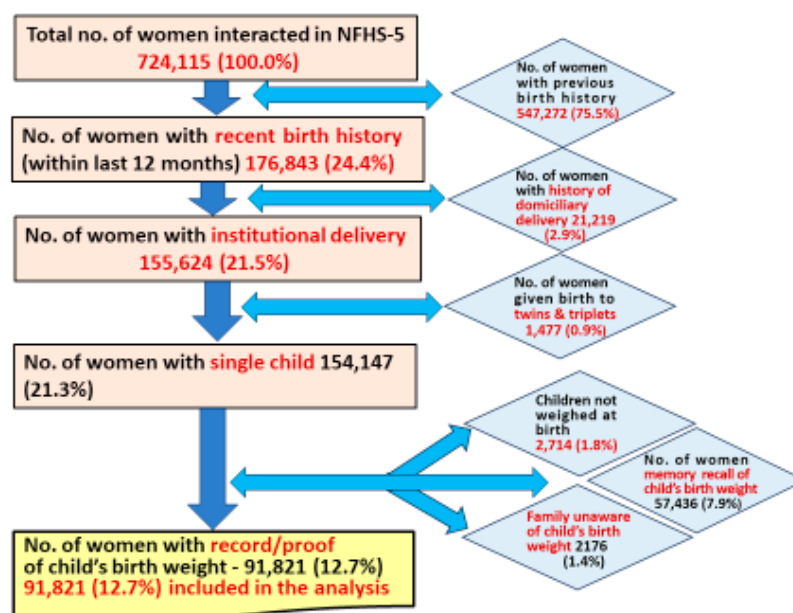 Total no. of women interacted in NFHS-5
724,115 (100.0%)
No. of women
with previous
birth history
547,272 (75.5%)
No. of women with recent birth history
(within last 12 months) 176,843 (24.4%)
No. of women
with history of
domiciliary
delivery 21,219
(2.9%)
No. of women with institutional delivery
155,624 (21.5%)
No. of women
given birth to
twins & triplets
1,477 (0.9%)
No. of women with single child 154,147
(21.3%)
Children not
weighed at
birth
2,714 (1.8%)
No. of women
memory recall of
child's birth weight
57,436 (7.9%)
Family unaware
of child's birth
weight 2176
(1.4%)
No. of women with record/proof
of child's birth weight - 91,821 (12.7%)
91,821 (12.7%) included in the analysis